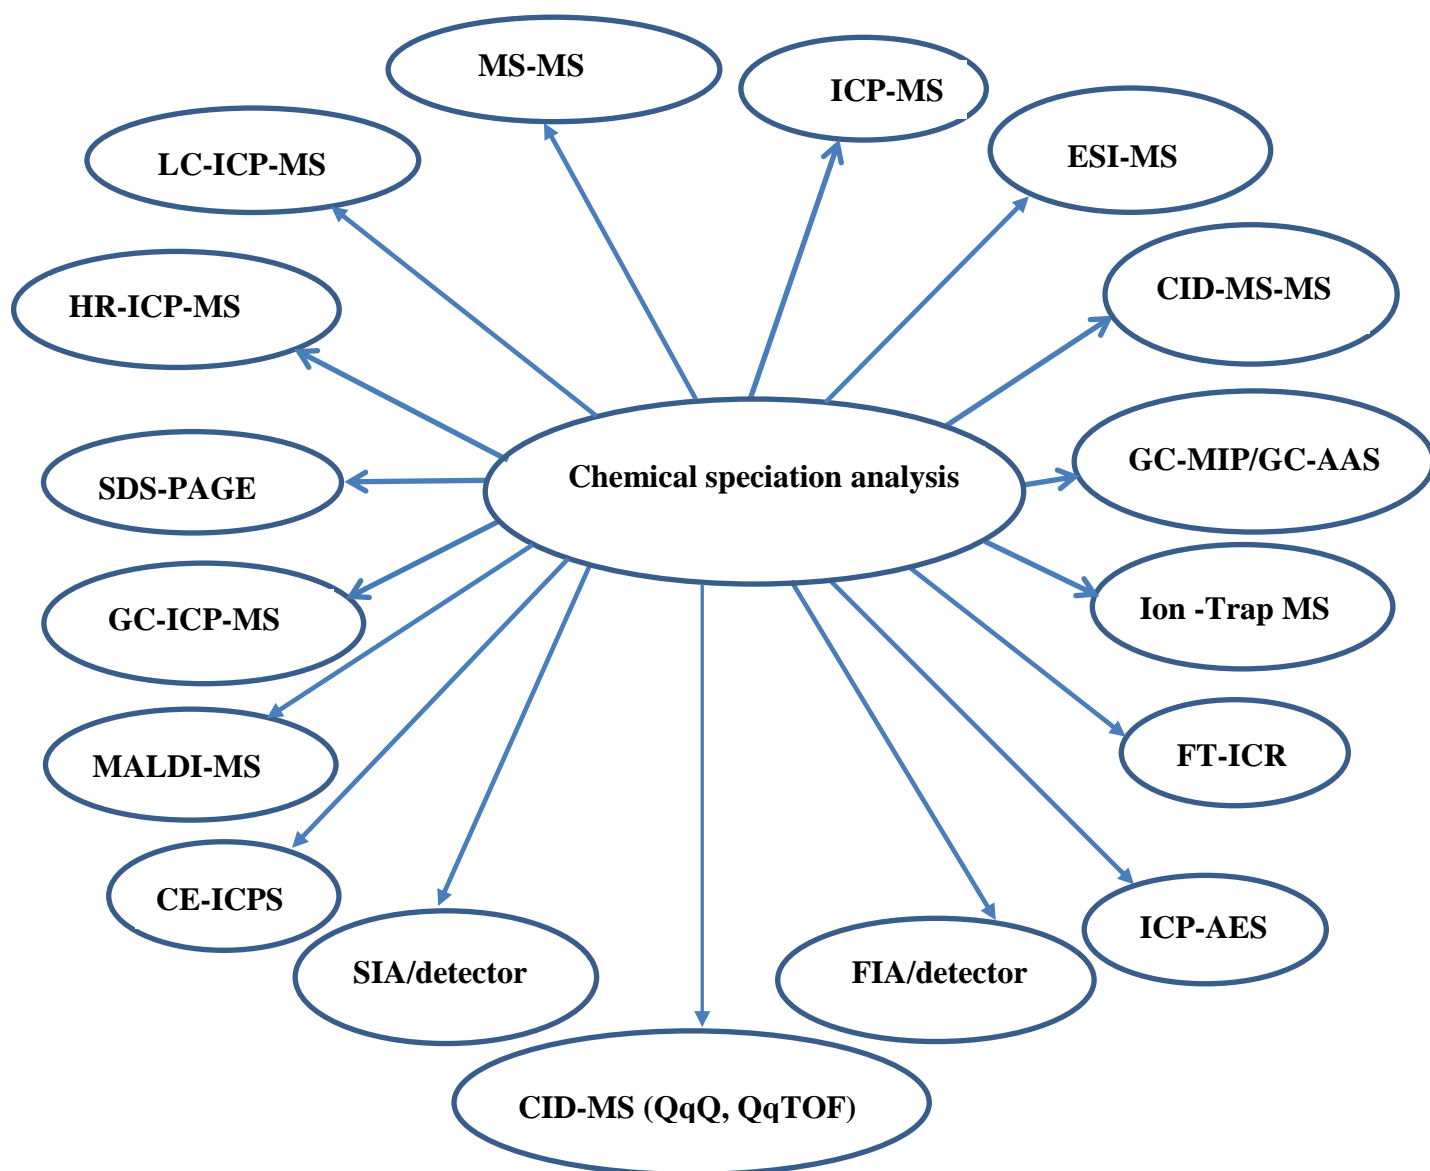 MS-MS
ICP-MS
LC-ICP-MS
ESI-MS
HR-ICP-MS
CID-MS-MS
SDS-PAGE
Chemical speciation analysis
GC-MIP/GC-AAS
GC-ICP-MS
Ion -Trap MS
MALDI-MS
FT-ICR
CE-ICPS
ICP-AES
SIA/detector
FIA/detector
CID-MS (QqQ, QqTOF)